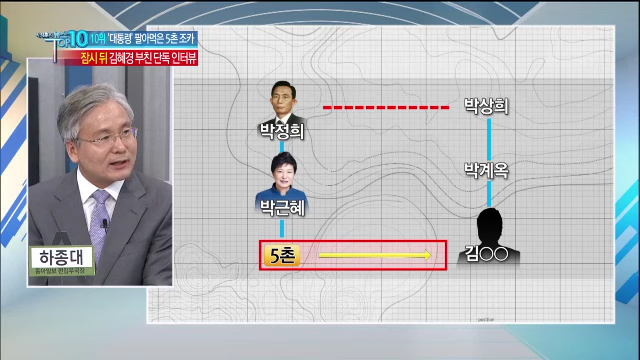 TOP10 10위 '대통령' 팔아먹은 5촌 조카
잠시 뒤 김혜경 부친 단독 인터뷰
박정희
박상희
박계옥
박근혜
5촌
김○○
하종대
동아일보 편집부국장